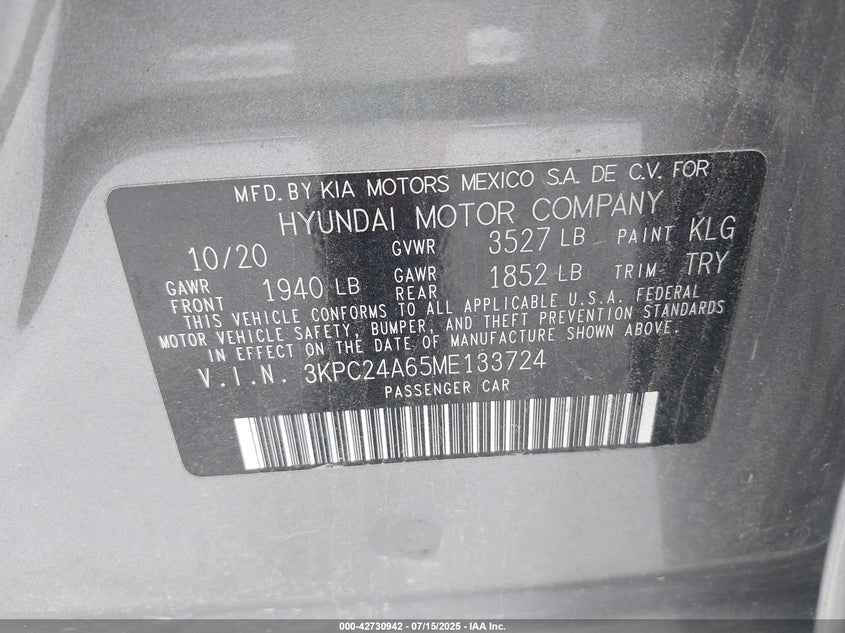 MFD. BY KIA MOTORS MEXICO S.A. DE C.V. FOR
HYUNDAI MOTOR COMPANY
10/20 GVWR 3527 LB PAINT KLG
GAWR FRONT 1940 LB GAWR REAR 1852 LB TRIM TRY
THIS VEHICLE CONFORMS TO ALL APPLICABLE U.S.A. FEDERAL
MOTOR VEHICLE SAFETY, BUMPER, AND THEFT PREVENTION STANDARDS
IN EFFECT ON THE DATE OF MANUFACTURE SHOWN ABOVE.
V.I.N. 3KPC24A65ME133724
PASSENGER CAR
000-42730942 - 07/15/2025 - IAA Inc.